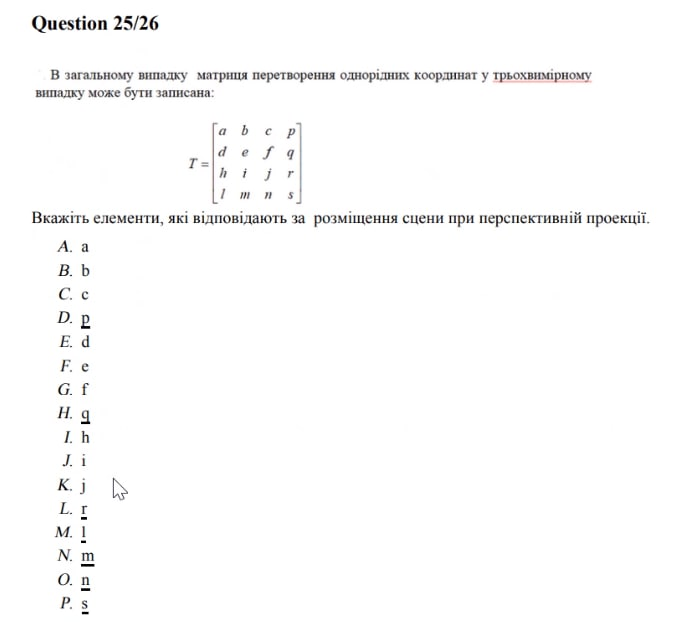 Question 25/26
В загальному випадку матриця перетворення однорідних координат у трьохвимірному
випадку може бути записана:
a b c p
d e f q
T = h i j r
l m n s
Вкажіть елементи, які відповідають за розміщення сцени при перспективній проекції.
A. a
B. b
C. c
D. p
E. d
F. e
G. f
H. q
I. h
J. i
K. j
L. r
M. l
N. m
O. n
P. s